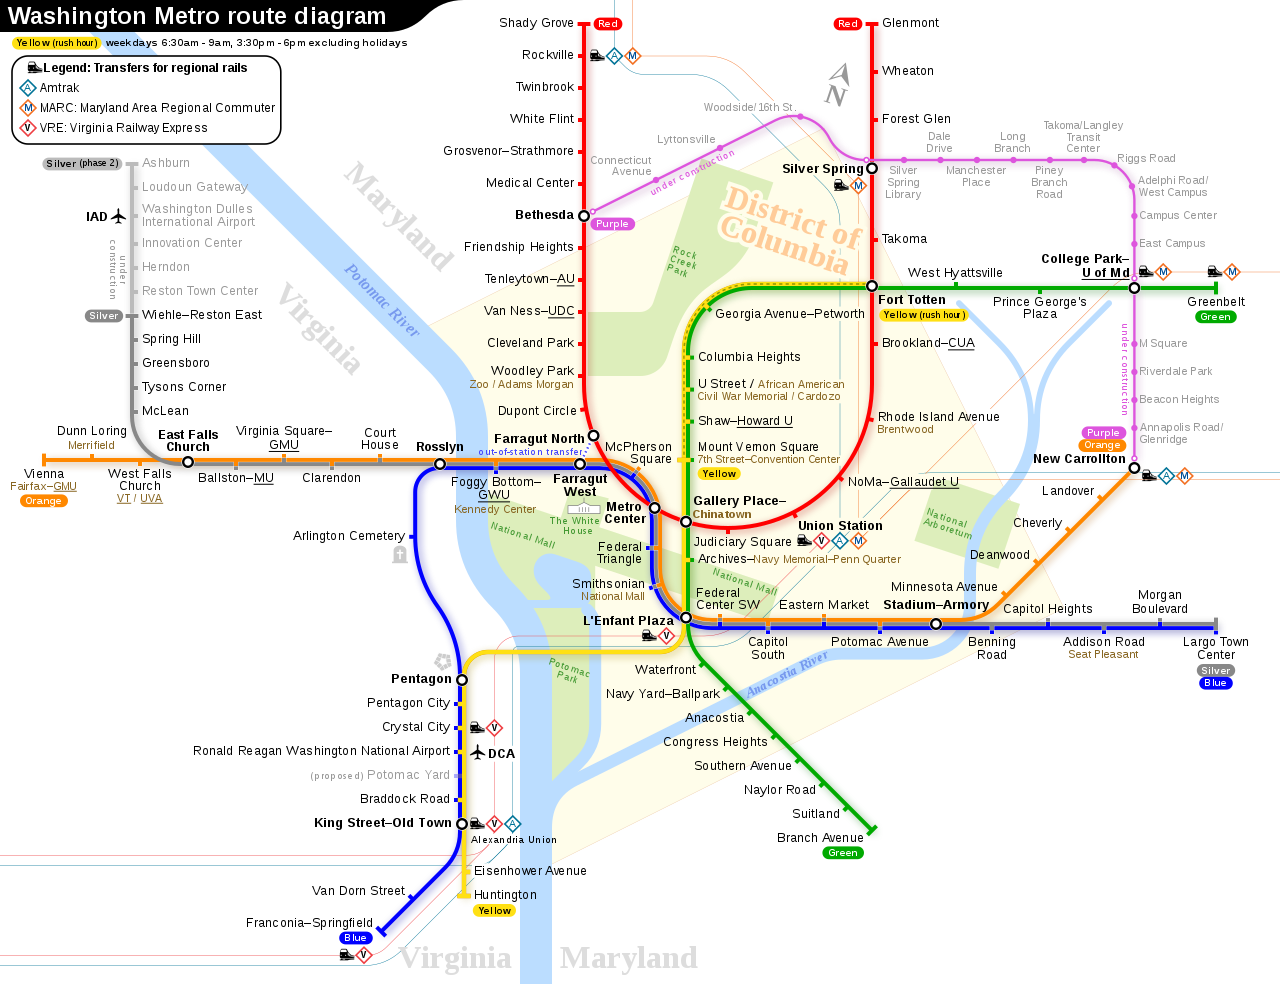 Washington Metro route diagram
Yellow (rush hour) weekdays 6:30am - 9am, 3:30pm - 6pm excluding holidays
Legend: Transfers for regional rails
A Amtrak
M MARC: Maryland Area Regional Commuter
V VRE: Virginia Railway Express
Silver (phase 2)
Ashburn
Loudoun Gateway
IAD
Washington Dulles
International Airport
Innovation Center
Herndon
Reston Town Center
under
construction
Silver
Wiehle–Reston East
Spring Hill
Greensboro
Tysons Corner
McLean
Maryland
Virginia
Potomac River
Shady Grove
Red
Rockville
A
M
Twinbrook
White Flint
Grosvenor–Strathmore
Medical Center
Bethesda
Purple
Friendship Heights
Tenleytown–AU
Van Ness–UDC
Cleveland Park
Woodley Park
Zoo / Adams Morgan
Dupont Circle
Farragut North
out-of-station transfer
Connecticut
Avenue
Lyttonsville
Woodside/16th St.
under construction
N
Red
Glenmont
Wheaton
Forest Glen
Silver Spring
M
Takoma
Fort Totten
Yellow (rush hour)
Brookland–CUA
Rhode Island Avenue
Brentwood
NoMa–Gallaudet U
Silver
Spring
Library
Dale
Drive
Manchester
Place
Long
Branch
Piney
Branch
Road
Takoma/Langley
Transit
Center
Riggs Road
Adelphi Road/
West Campus
Campus Center
East Campus
College Park–
U of Md
M
M
West Hyattsville
Prince George's
Plaza
Greenbelt
Green
M Square
Riverdale Park
Beacon Heights
Annapolis Road/
Glenridge
under construction
Purple
Orange
New Carrollton
A
M
District of
Columbia
Rock
Creek
Park
Georgia Avenue–Petworth
Columbia Heights
U Street / African American
Civil War Memorial / Cardozo
Shaw–Howard U
Mount Vernon Square
7th Street–Convention Center
Yellow
Gallery Place–
Chinatown
Judiciary Square
Union Station
V
A
M
Archives–Navy Memorial–Penn Quarter
National
Arboretum
Landover
Cheverly
Deanwood
Minnesota Avenue
Dunn Loring
Merrifield
Vienna
Fairfax–GMU
Orange
West Falls
Church
VT / UVA
East Falls
Church
Virginia Square–
GMU
Ballston–MU
Court
House
Clarendon
Rosslyn
Foggy Bottom–
GWU
Kennedy Center
Farragut
West
McPherson
Square
Metro
Center
The White
House
National Mall
Federal
Triangle
Smithsonian
National Mall
National Mall
L'Enfant Plaza
V
Federal
Center SW
Eastern Market
Stadium–Armory
Capitol Heights
Morgan
Boulevard
Capitol
South
Potomac Avenue
Benning
Road
Addison Road
Seat Pleasant
Largo Town
Center
Silver
Blue
Arlington Cemetery
Potomac
Park
Anacostia River
Waterfront
Navy Yard–Ballpark
Anacostia
Congress Heights
Southern Avenue
Naylor Road
Suitland
Branch Avenue
Green
Pentagon
Pentagon City
Crystal City
V
Ronald Reagan Washington National Airport
DCA
(proposed) Potomac Yard
Braddock Road
King Street–Old Town
V
A
Alexandria Union
Eisenhower Avenue
Huntington
Yellow
Van Dorn Street
Franconia–Springfield
Blue
V
Virginia
Maryland